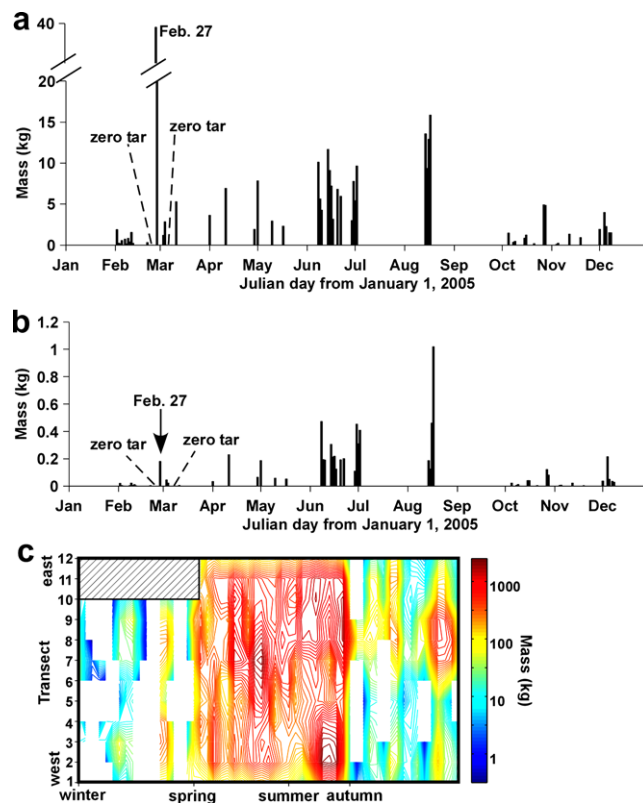 a
40
Feb. 27
20
zero tar
zero tar
15
10
5
0
Mass (kg)
Jan Feb Mar Apr May Jun Jul Aug Sep Oct Nov Dec
Julian day from January 1, 2005
b
1.2
1
0.8
Feb. 27
0.6
0.4
zero tar
zero tar
0.2
0
Mass (kg)
Jan Feb Mar Apr May Jun Jul Aug Sep Oct Nov Dec
Julian day from January 1, 2005
c
east
12
11
10
9
8
7
6
5
4
3
2
1
west
Transect
winter spring summer autumn
1000
100
10
1
Mass (kg)